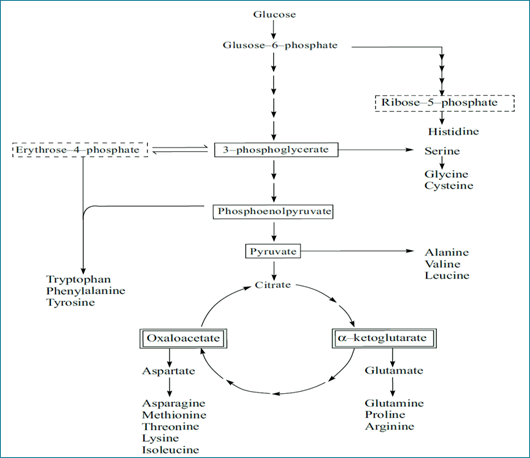 Glucose
Glusose–6–phosphate
Ribose–5–phosphate
Histidine
Erythrose–4–phosphate
3–phosphoglycerate
Serine
Glycine
Cysteine
Phosphoenolpyruvate
Pyruvate
Alanine
Valine
Leucine
Tryptophan
Phenylalanine
Tyrosine
Citrate
Oxaloacetate
α–ketoglutarate
Aspartate
Glutamate
Asparagine
Methionine
Threonine
Lysine
Isoleucine
Glutamine
Proline
Arginine